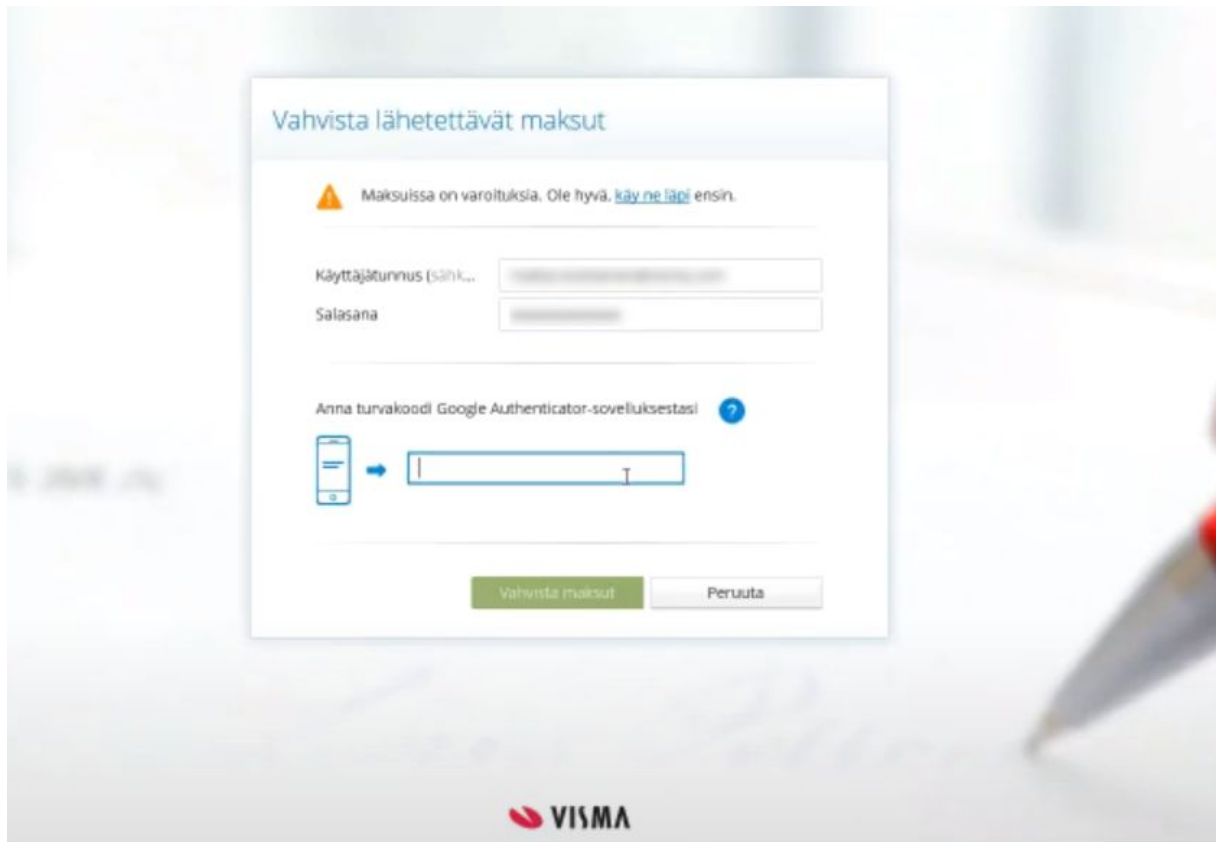 Vahvista lähetettävät maksut
Maksuissa on varoituksia. Ole hyvä, käy ne läpi ensin.
Käyttäjätunnus (sähk...
Salasana
Anna turvakoodi Google Authenticator-sovelluksestasi
?
Vahvista maksut
Peruuta
VISMA